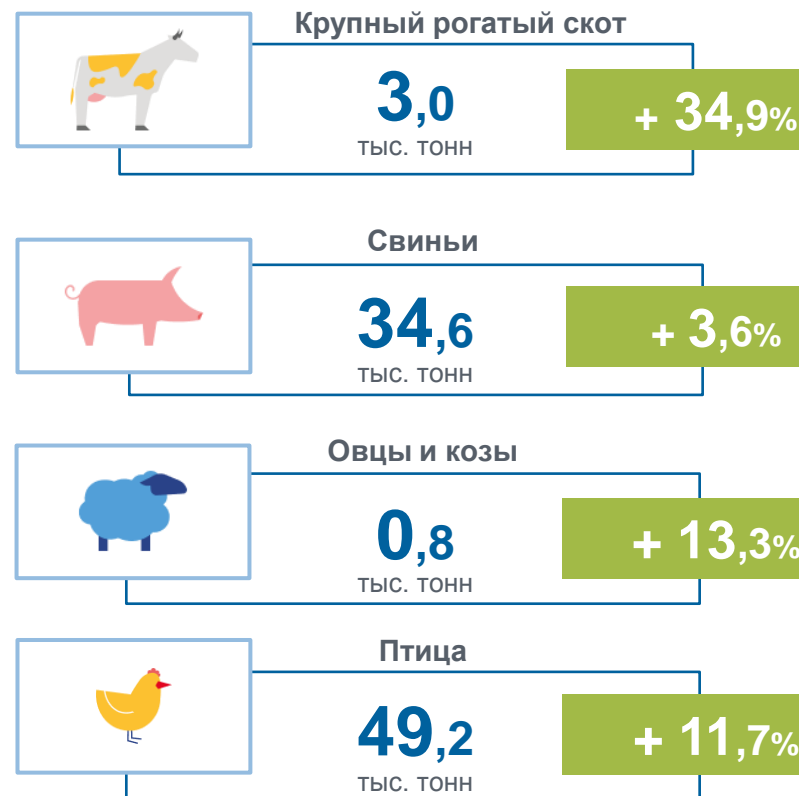 Крупный рогатый скот
3,0
тыс. тонн
+ 34,9%
Свиньи
34,6
тыс. тонн
+ 3,6%
Овцы и козы
0,8
тыс. тонн
+ 13,3%
Птица
49,2
тыс. тонн
+ 11,7%